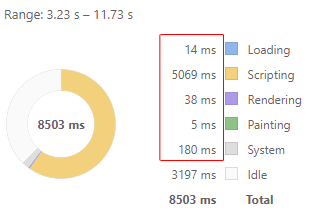 Range: 3.23 s – 11.73 s
14 ms Loading
5069 ms Scripting
38 ms Rendering
8503 ms
5 ms Painting
180 ms System
3197 ms Idle
8503 ms Total